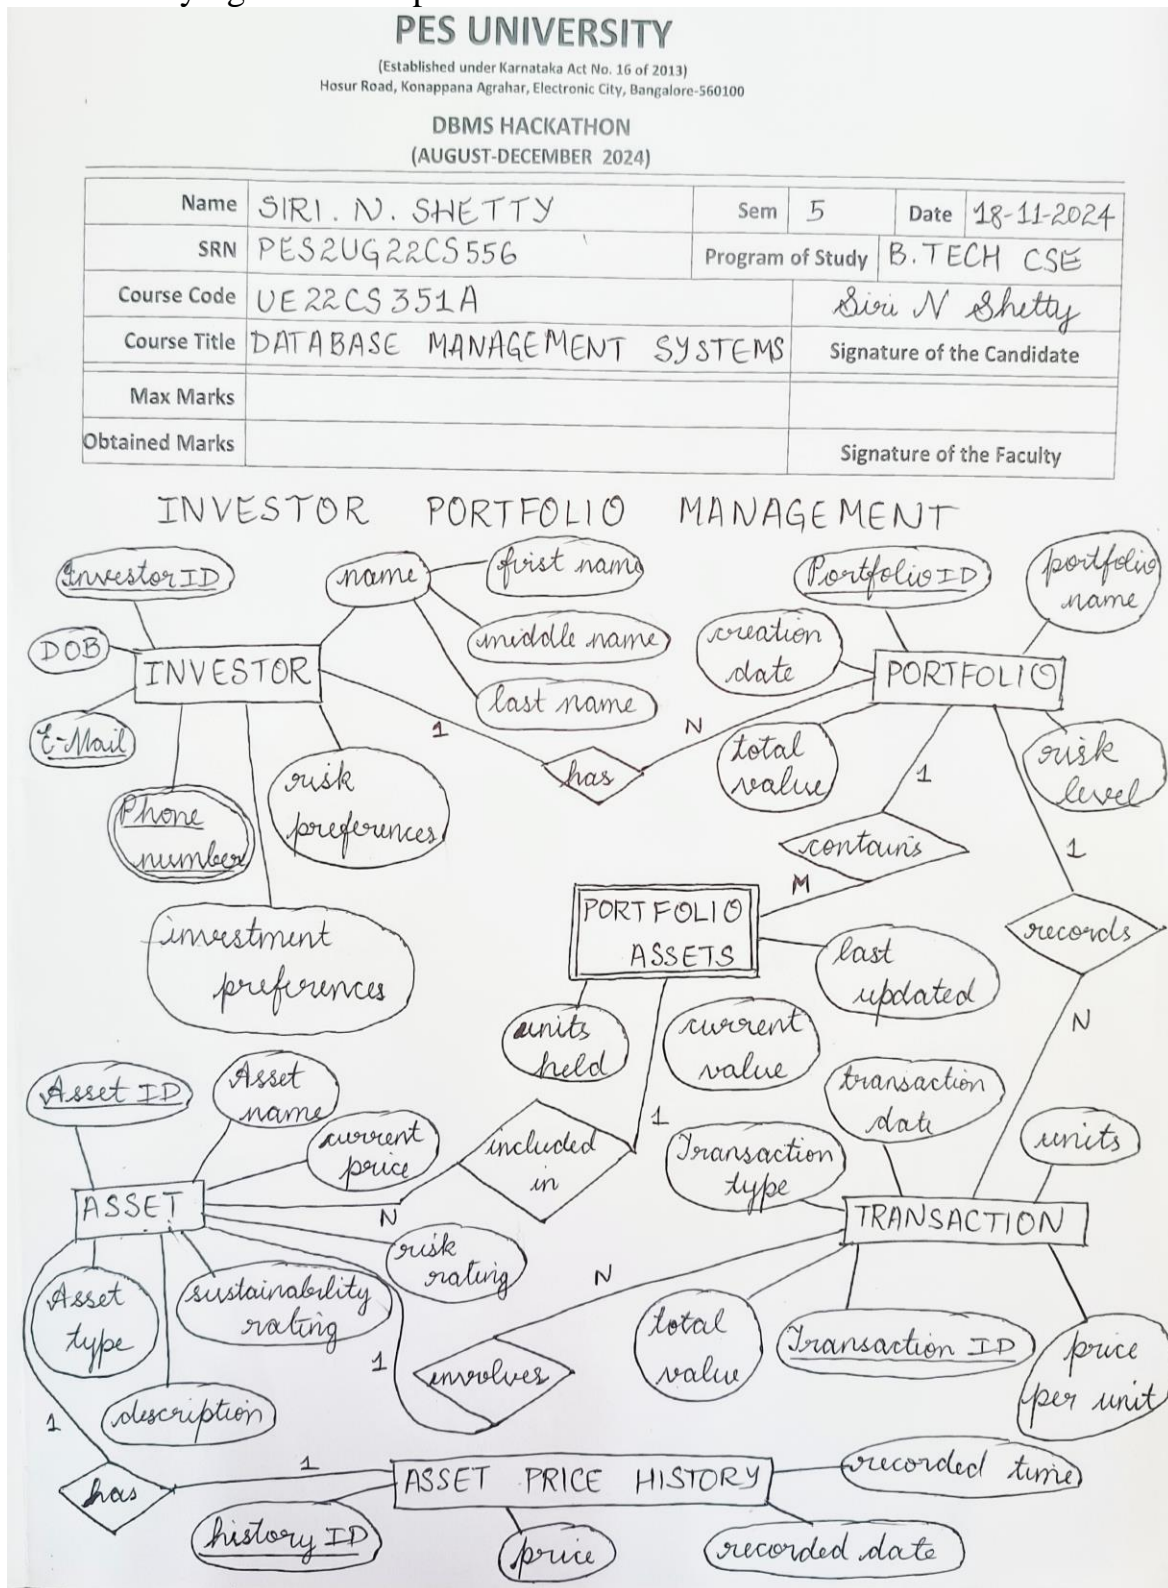 PES UNIVERSITY
(Established under Karnataka Act No. 16 of 2013)
Hosur Road, Konappana Agrahar, Electronic City, Bangalore-560100
DBMS HACKATHON
(AUGUST-DECEMBER 2024)
Name SIRI. N. SHETTY Sem 5 Date 18-11-2024
SRN PES2UG22CS556 Program of Study B.TECH CSE
Course Code UE22CS351A Siri N Shetty
Course Title DATABASE MANAGEMENT SYSTEMS Signature of the Candidate
Max Marks
Obtained Marks Signature of the Faculty
INVESTOR PORTFOLIO MANAGEMENT
Investor ID
name
first name
Portfolio ID
portfolio
name
DOB
INVESTOR
middle name
creation
date
PORTFOLIO
E-Mail
last name
1
N
has
total
value
1
risk
level
Phone
number
risk
preferences
contains
M
1
investment
preferences
PORTFOLIO
ASSETS
last
updated
records
N
units
held
current
value
Asset ID
Asset
name
current
price
included
in
1
transaction
date
Transaction
type
units
ASSET
N
TRANSACTION
risk
rating
Asset
type
sustainability
rating
N
total
value
Transaction ID
price
per unit
1
involves
description
1
has
1
ASSET PRICE HISTORY
recorded time
history ID
price
recorded date